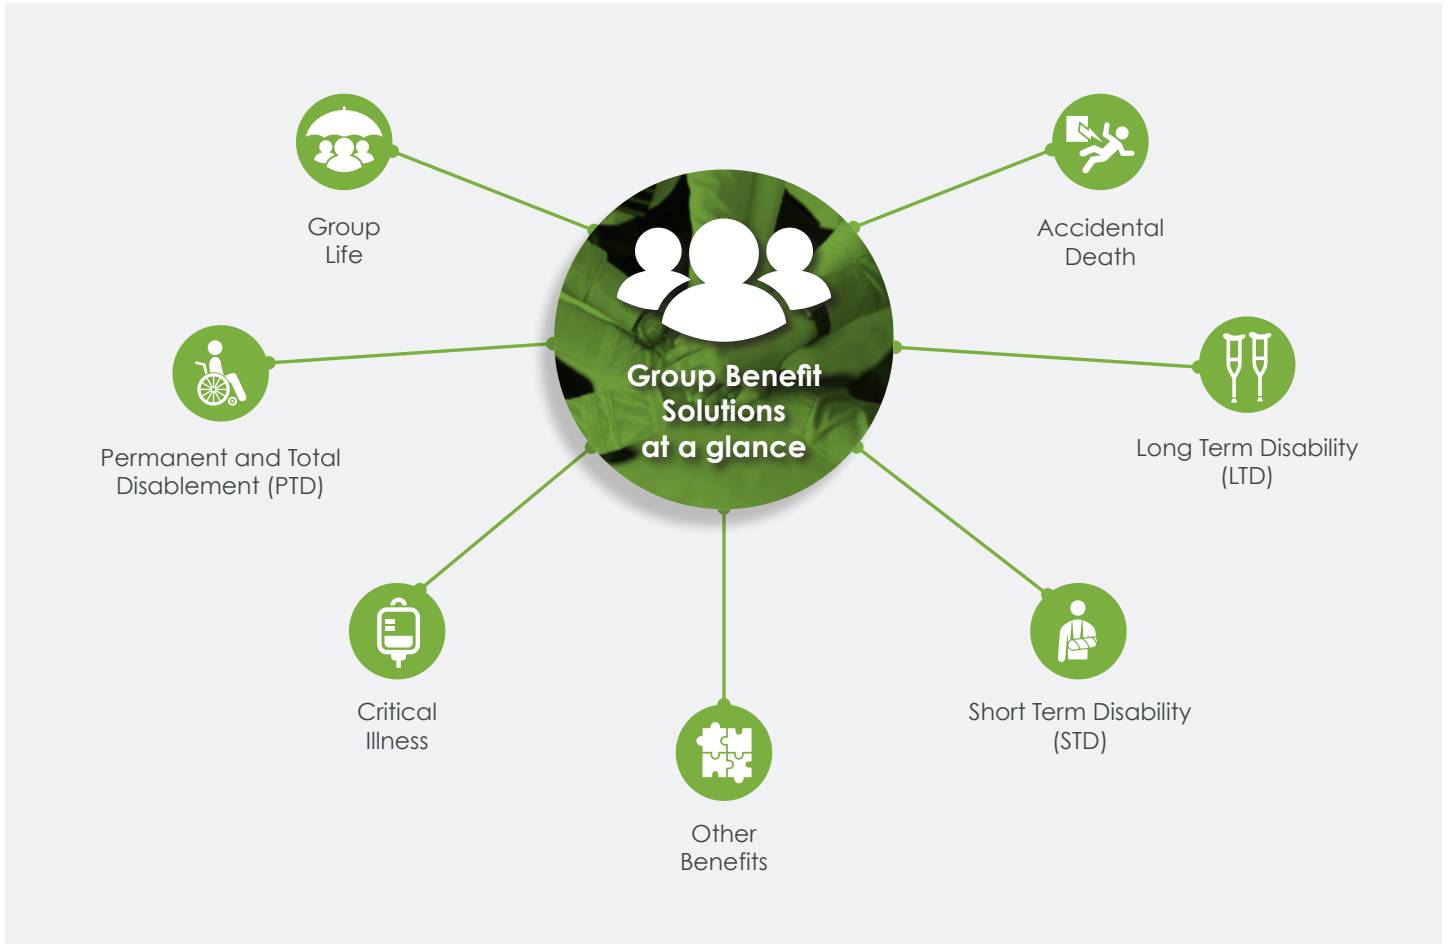 Group
Life
Accidental
Death
Group Benefit
Solutions
at a glance
Permanent and Total
Disablement (PTD)
Long Term Disability
(LTD)
Critical
Illness
Short Term Disability
(STD)
Other
Benefits